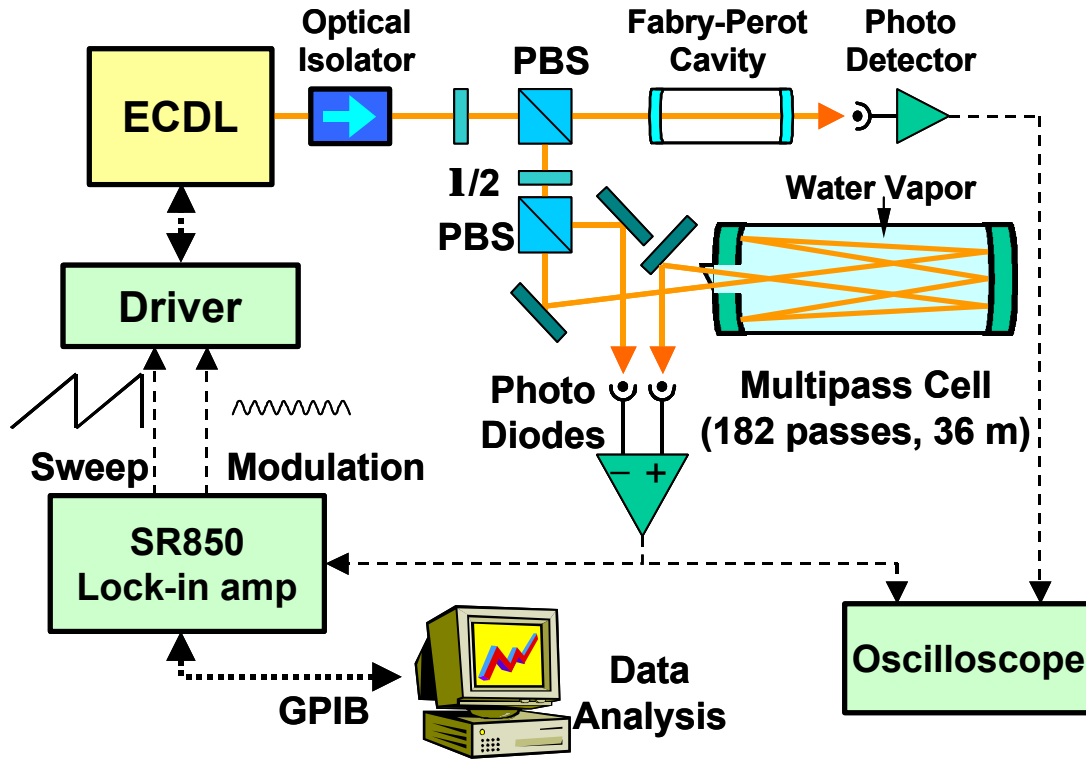 Optical
Isolator
PBS
Fabry-Perot
Cavity
Photo
Detector
ECDL
1/2
PBS
Water Vapor
Driver
Photo
Diodes
Multipass Cell
(182 passes, 36 m)
Sweep
Modulation
− +
SR850
Lock-in amp
Oscilloscope
GPIB
Data
Analysis